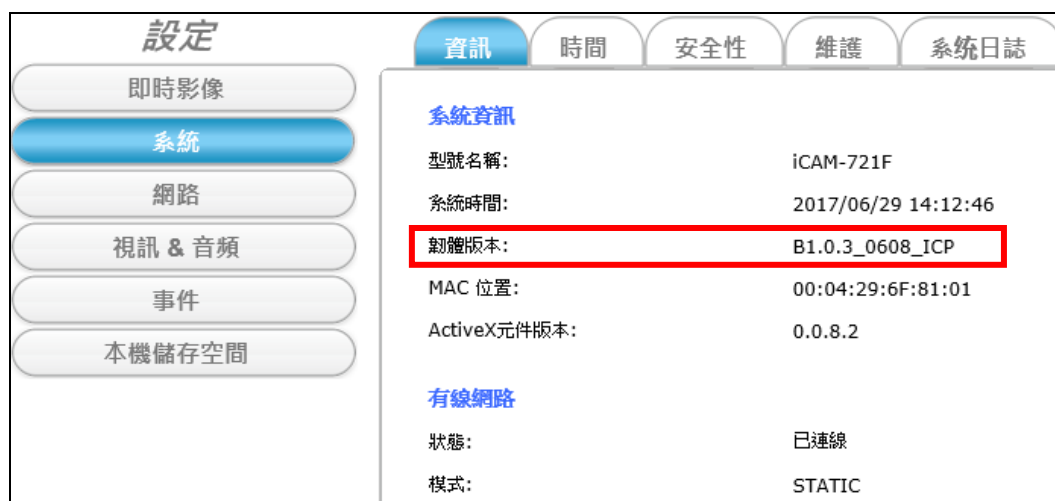 設定
即時影像
系統
網路
視訊 & 音頻
事件
本機儲存空間
資訊 時間 安全性 維護 系統日誌
系統資訊
型號名稱: iCAM-721F
系統時間: 2017/06/29 14:12:46
韌體版本: B1.0.3_0608_ICP
MAC 位置: 00:04:29:6F:81:01
ActiveX元件版本: 0.0.8.2
有線網路
狀態: 已連線
模式: STATIC